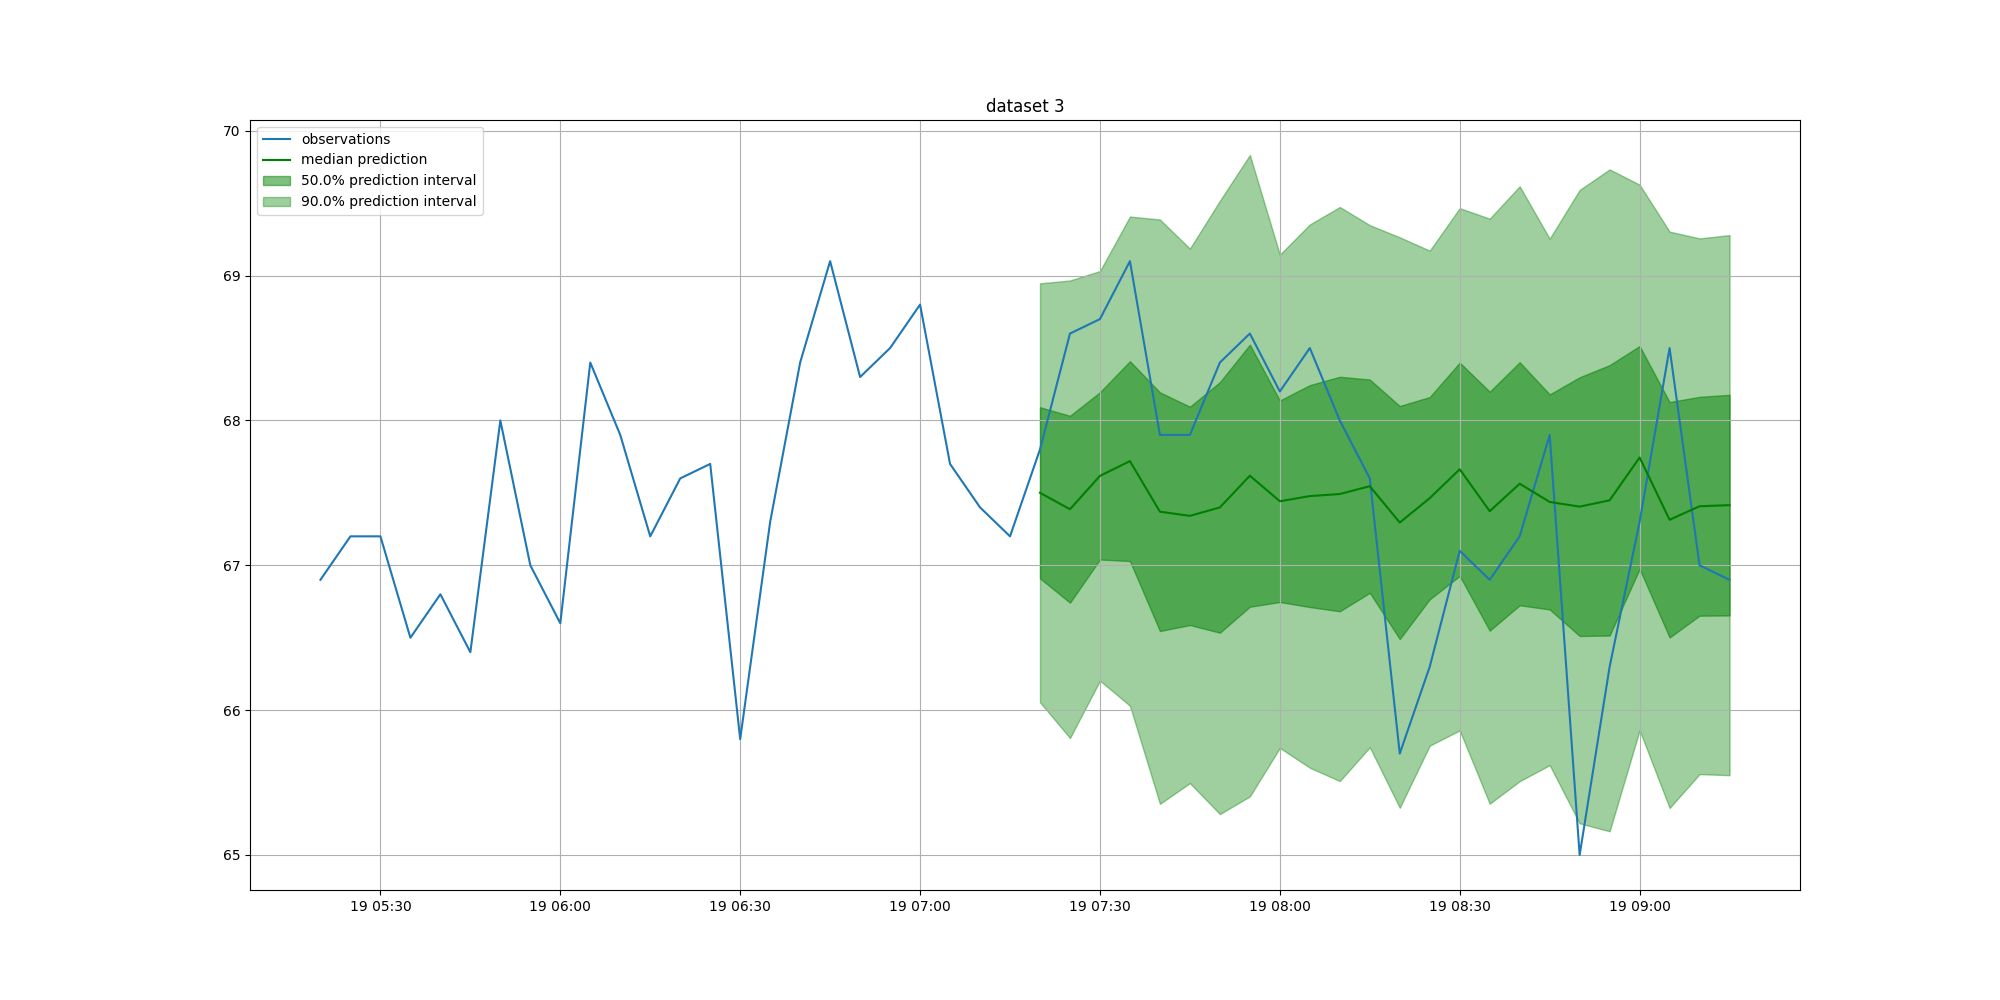 dataset 3
observations
median prediction
50.0% prediction interval
90.0% prediction interval
70
69
68
67
66
65
19 05:30
19 06:00
19 06:30
19 07:00
19 07:30
19 08:00
19 08:30
19 09:00